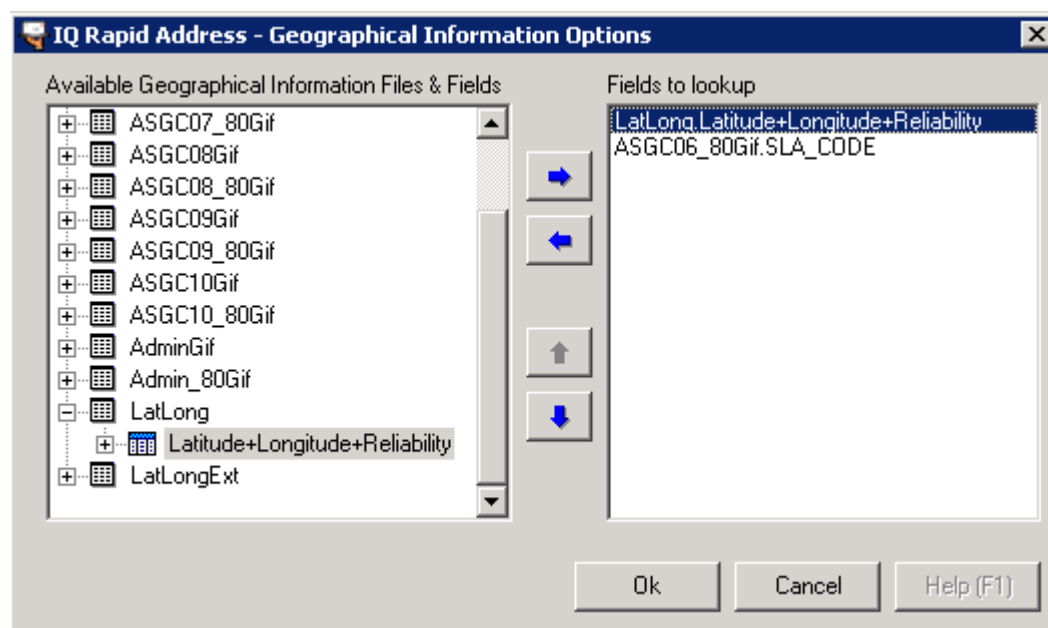 IQ Rapid Address - Geographical Information Options
Available Geographical Information Files & Fields
ASGC07_80Gif
ASGC08Gif
ASGC08_80Gif
ASGC09Gif
ASGC09_80Gif
ASGC10Gif
ASGC10_80Gif
AdminGif
Admin_80Gif
LatLong
Latitude+Longitude+Reliability
LatLongExt
Fields to lookup
LatLong.Latitude+Longitude+Reliability
ASGC06_80Gif.SLA_CODE
Ok
Cancel
Help (F1)